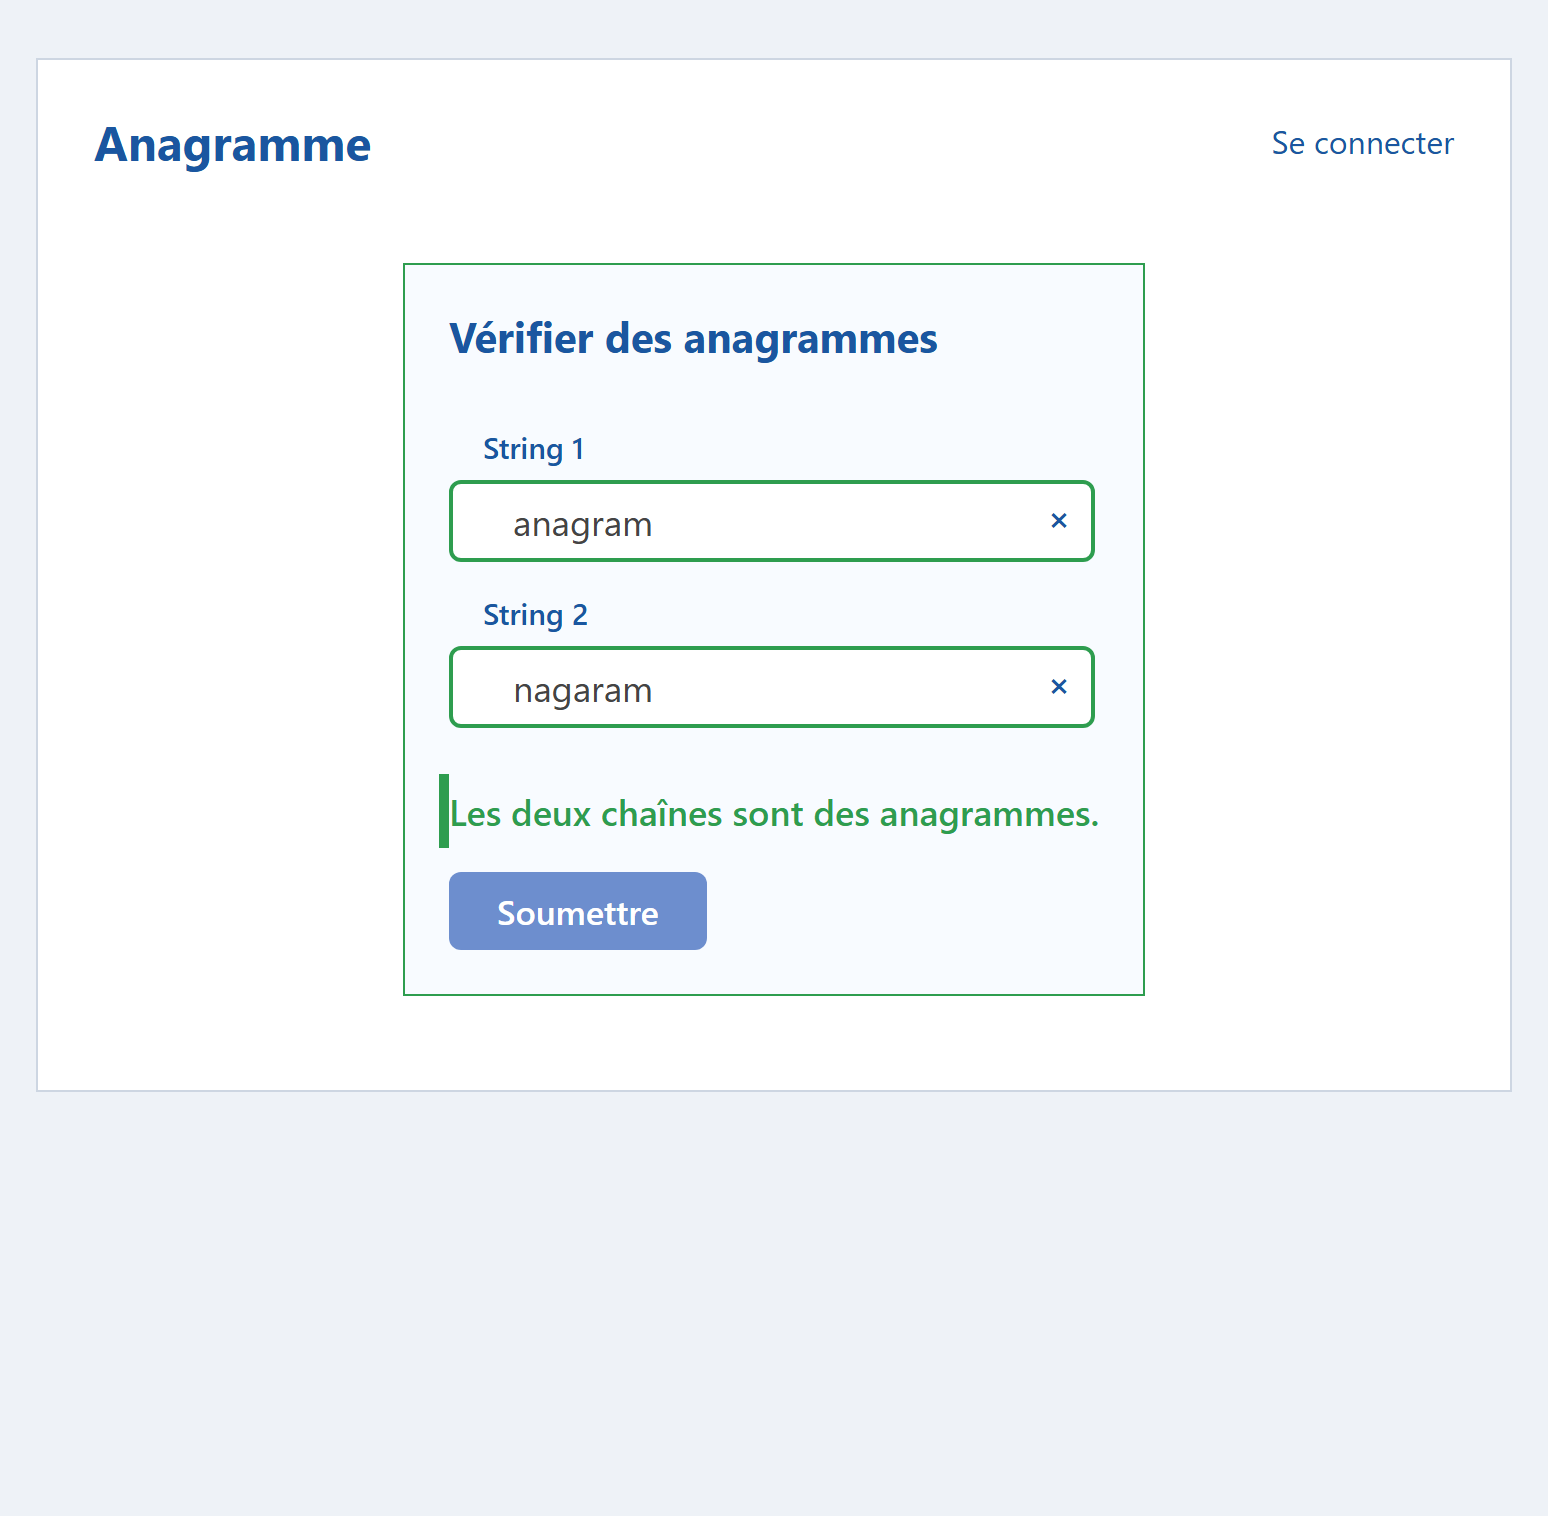 Anagramme
Se connecter
Vérifier des anagrammes
String 1
anagram
×
String 2
nagaram
×
Les deux chaînes sont des anagrammes.
Soumettre